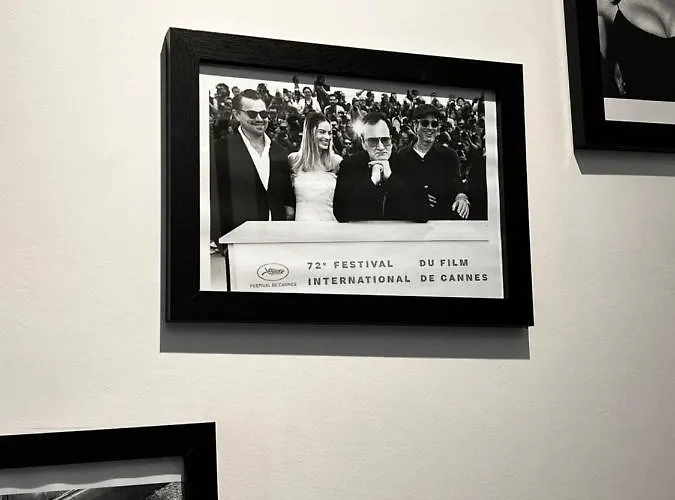 72e FESTIVAL DU FILM
INTERNATIONAL DE CANNES
FESTIVAL DE CANNES